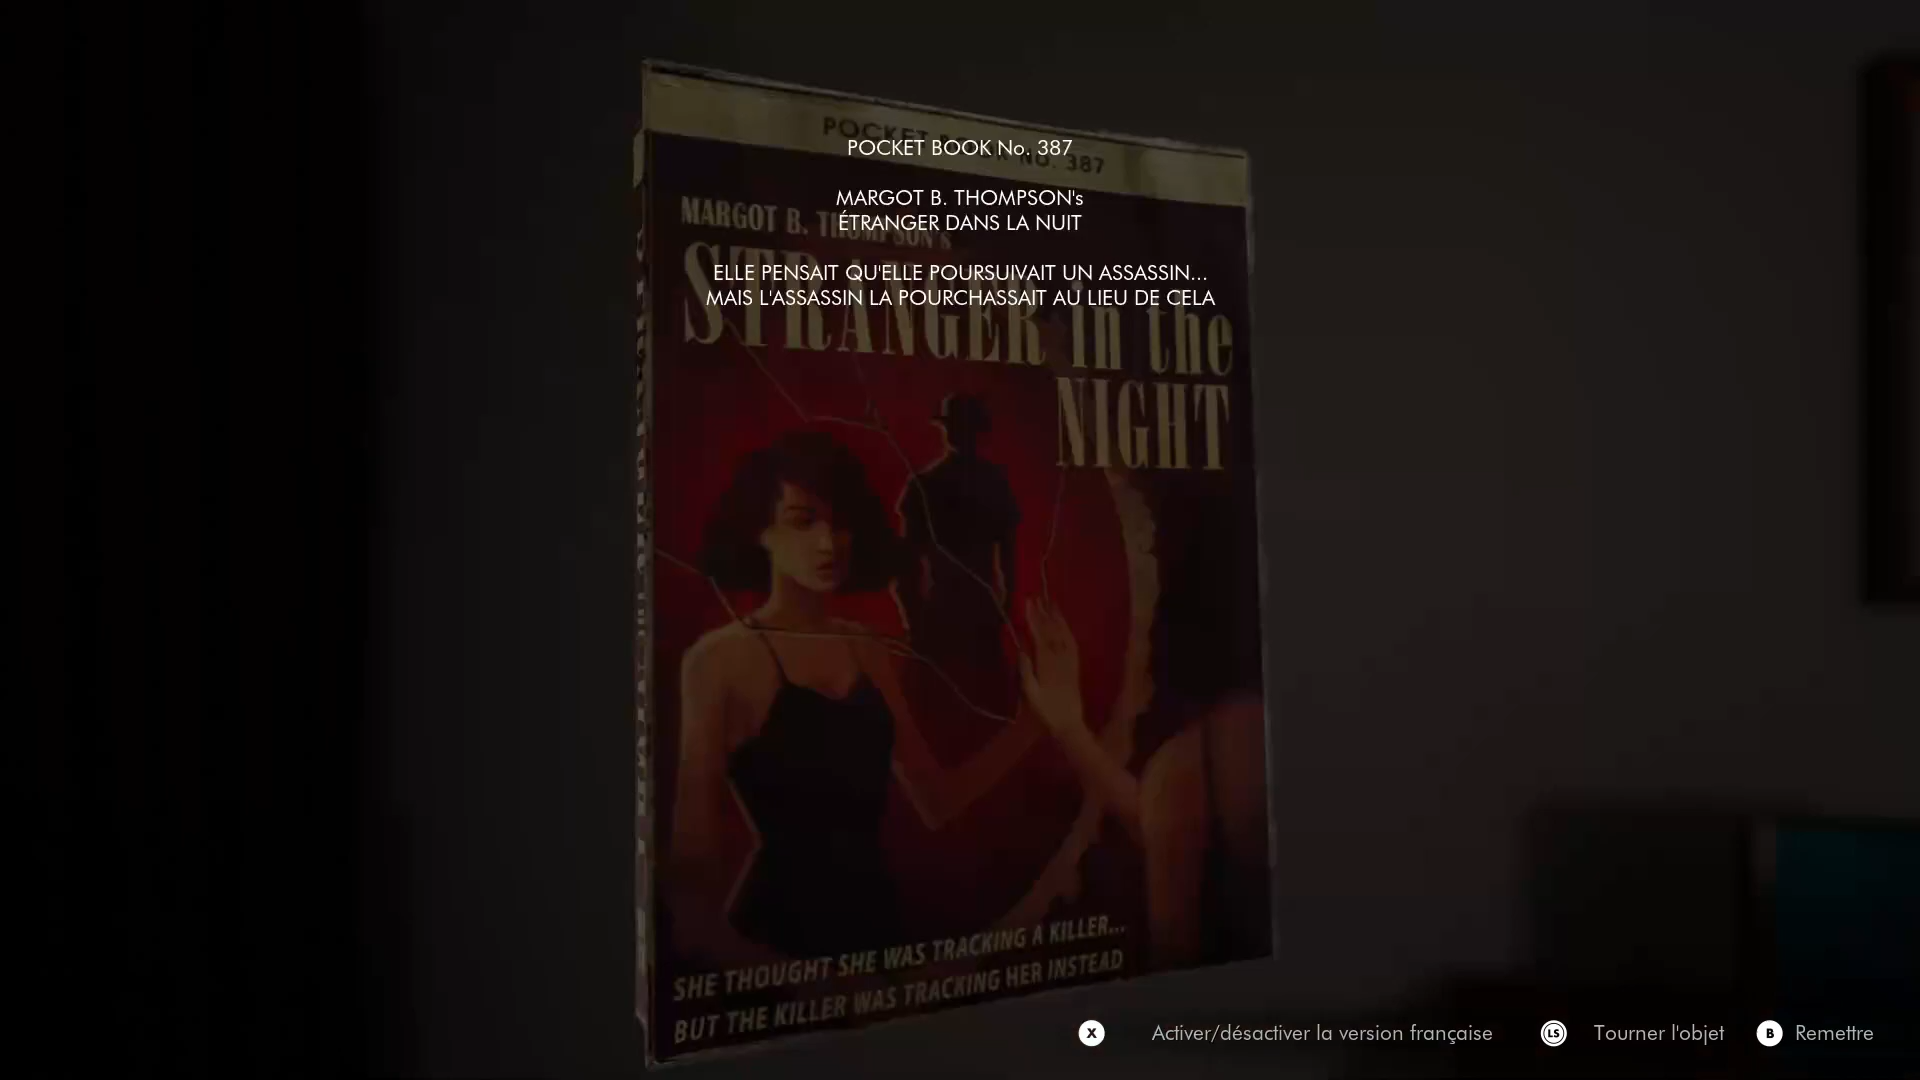 POCKET BOOK No. 387
MARGOT B. THOMPSON's
ÉTRANGER DANS LA NUIT
ELLE PENSAIT QU'ELLE POURSUIVAIT UN ASSASSIN...
MAIS L'ASSASSIN LA POURCHASSAIT AU LIEU DE CELA
POCKET BOOK NO. 387
MARGOT B. THOMPSON's
STRANGER in the
NIGHT
SHE THOUGHT SHE WAS TRACKING A KILLER...
BUT THE KILLER WAS TRACKING HER INSTEAD
X Activer/désactiver la version française LS Tourner l'objet B Remettre